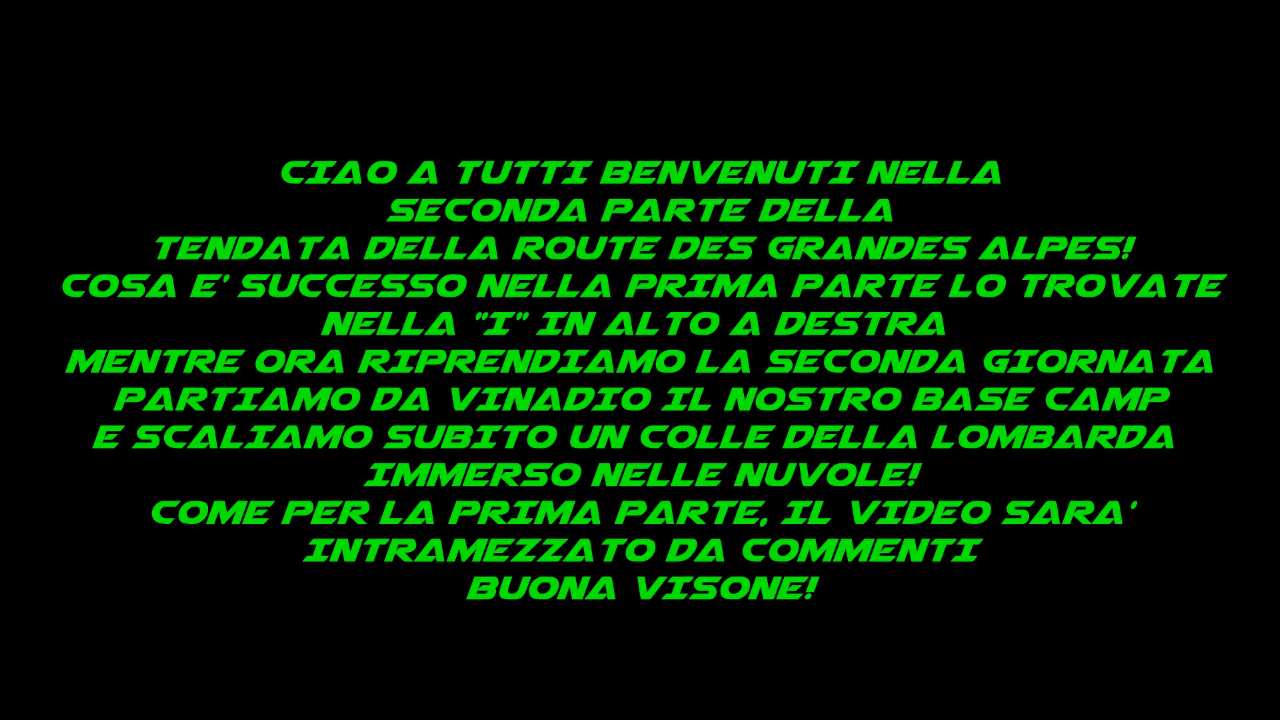 CIAO A TUTTI BENVENUTI NELLA
SECONDA PARTE DELLA
TENDATA DELLA ROUTE DES GRANDES ALPES!
COSA E' SUCCESSO NELLA PRIMA PARTE LO TROVATE
NELLA "I" IN ALTO A DESTRA
MENTRE ORA RIPRENDIAMO LA SECONDA GIORNATA
PARTIAMO DA VINADIO IL NOSTRO BASE CAMP
E SCALIAMO SUBITO UN COLLE DELLA LOMBARDA
IMMERSO NELLE NUVOLE!
COME PER LA PRIMA PARTE, IL VIDEO SARA'
INTRAMEZZATO DA COMMENTI
BUONA VISONE!